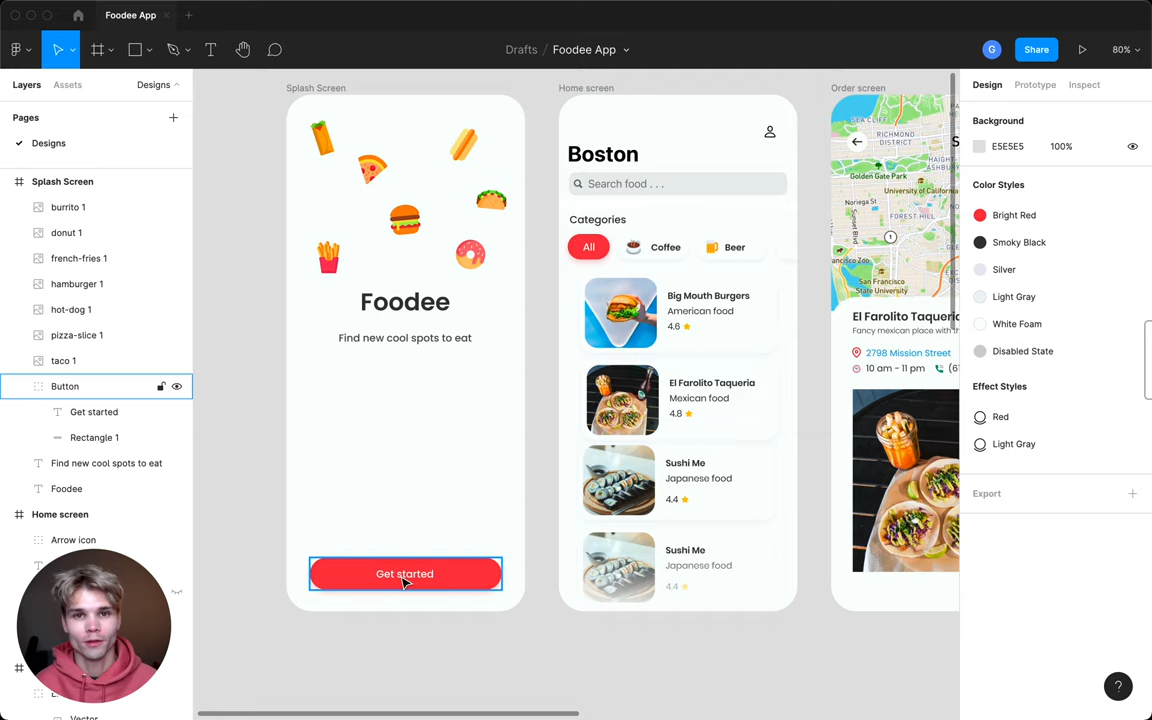 Foodee App
Drafts / Foodee App
G
Share
80%
Layers
Assets
Designs
Pages
Designs
Splash Screen
burrito 1
donut 1
french-fries 1
hamburger 1
hot-dog 1
pizza-slice 1
taco 1
Button
Get started
Rectangle 1
Find new cool spots to eat
Foodee
Home screen
Arrow icon
Vector
Splash Screen
Foodee
Find new cool spots to eat
Get started
Home screen
Boston
Search food . . .
Categories
All
Coffee
Beer
Big Mouth Burgers
American food
4.6
El Farolito Taqueria
Mexican food
4.8
Sushi Me
Japanese food
4.4
Sushi Me
Japanese food
4.4
Order screen
SEA CLIFF
RICHMOND
DISTRICT
Golden Gate Park
University of California
Noriega St
FOREST HILL
1
San Francisco
State University
El Farolito Taqueria
Fancy mexican place with th
2798 Mission Street
10 am - 11 pm
(6
Design
Prototype
Inspect
Background
E5E5E5
100%
Color Styles
Bright Red
Smoky Black
Silver
Light Gray
White Foam
Disabled State
Effect Styles
Red
Light Gray
Export
?